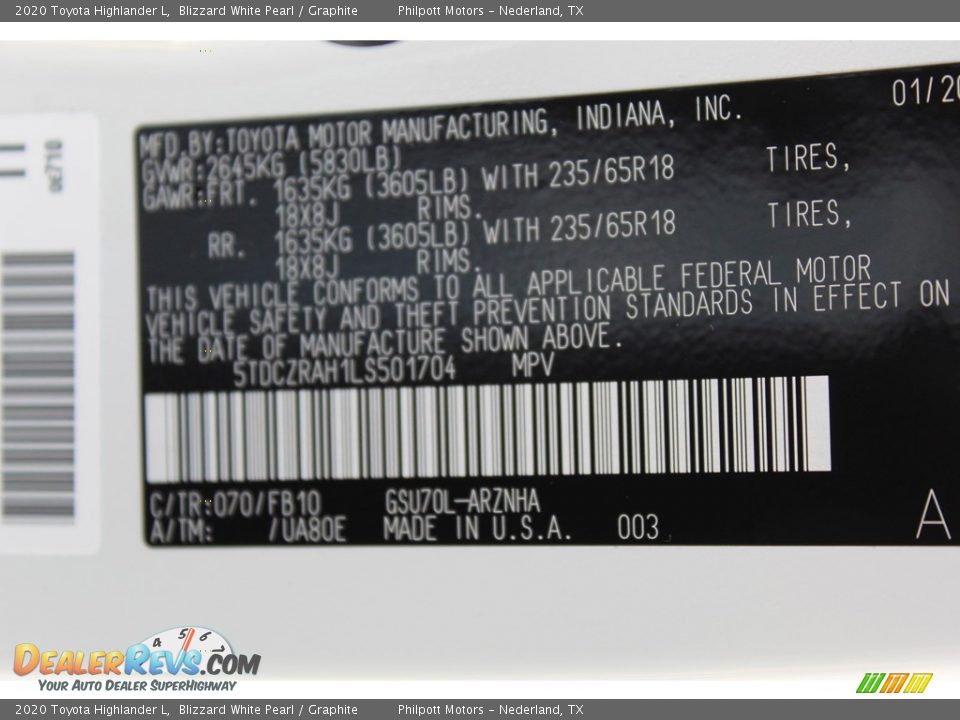 2020 Toyota Highlander L, Blizzard White Pearl / Graphite Philpott Motors – Nederland, TX
01/20
MFD.BY:TOYOTA MOTOR MANUFACTURING, INDIANA, INC.
GVWR:2645KG (5830LB)
GAWR:FRT. 1635KG (3605LB) WITH 235/65R18 TIRES,
18X8J RIMS.
RR. 1635KG (3605LB) WITH 235/65R18 TIRES,
18X8J RIMS.
THIS VEHICLE CONFORMS TO ALL APPLICABLE FEDERAL MOTOR
VEHICLE SAFETY AND THEFT PREVENTION STANDARDS IN EFFECT ON
THE DATE OF MANUFACTURE SHOWN ABOVE.
5TDCZRAH1LS501704 MPV
C/TR:070/FB10 GSU70L-ARZNHA
A/TM: /UA80E MADE IN U.S.A. 003
A
4 5 6
DEALERREVS.COM
YOUR AUTO DEALER SUPERHIGHWAY
2020 Toyota Highlander L, Blizzard White Pearl / Graphite Philpott Motors – Nederland, TX